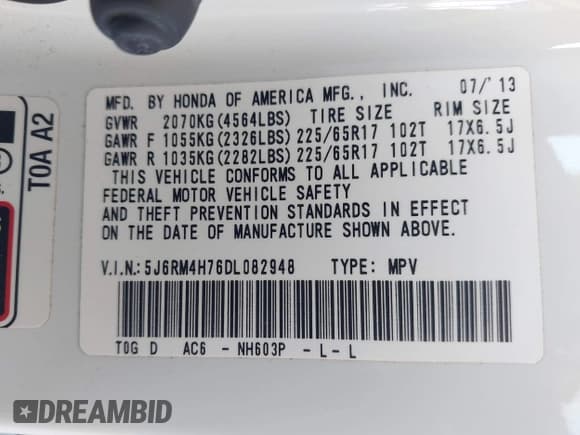 MFD. BY HONDA OF AMERICA MFG., INC. 07/'13
GVWR 2070KG(4564LBS) TIRE SIZE RIM SIZE
GAWR F 1055KG(2326LBS) 225/65R17 102T 17X6.5J
GAWR R 1035KG(2282LBS) 225/65R17 102T 17X6.5J
THIS VEHICLE CONFORMS TO ALL APPLICABLE
FEDERAL MOTOR VEHICLE SAFETY
AND THEFT PREVENTION STANDARDS IN EFFECT
ON THE DATE OF MANUFACTURE SHOWN ABOVE.
V.I.N.: 5J6RM4H76DL082948 TYPE: MPV
T0G D AC6 - NH603P - L - L
T0A A2
DREAMBID